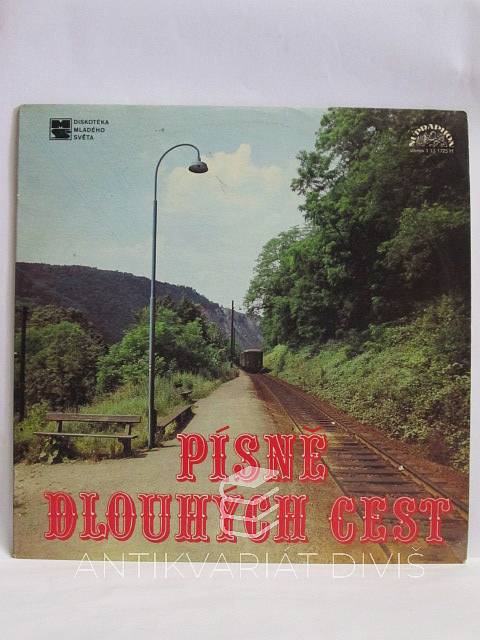 DISKOTÉKA
MLADÉHO
SVĚTA
SUPRAPHON
PÍSNĚ
DLOUHÝCH CEST
ANTIKVARIÁT DIVIŠ